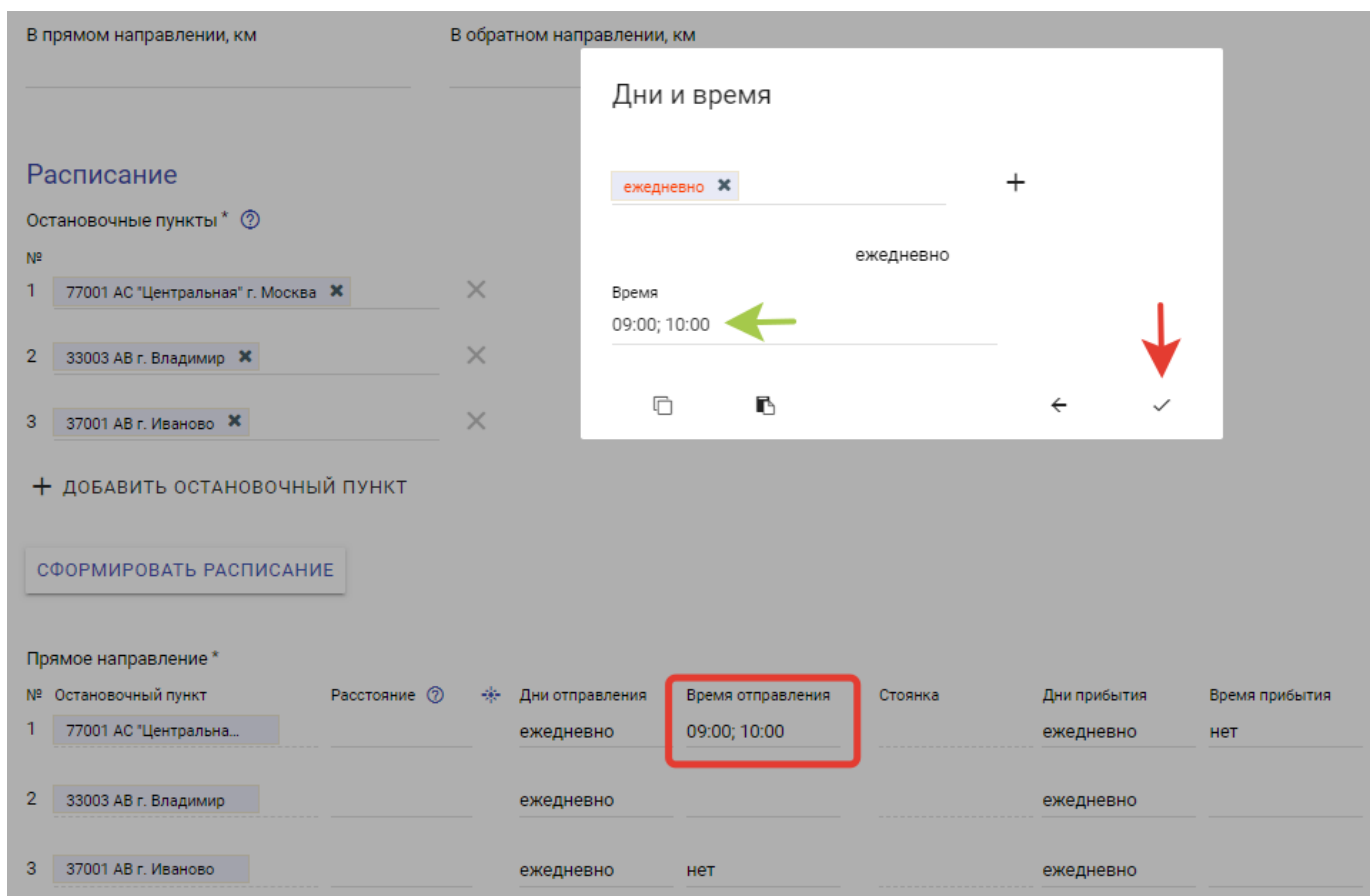 В прямом направлении, км В обратном направлении, км
Дни и время
ежедневно
ежедневно
Время
09:00; 10:00
Расписание
Остановочные пункты *
№
1 77001 АС "Центральная" г. Москва
2 33003 АВ г. Владимир
3 37001 АВ г. Иваново
ДОБАВИТЬ ОСТАНОВОЧНЫЙ ПУНКТ
СФОРМИРОВАТЬ РАСПИСАНИЕ
Прямое направление *
№ Остановочный пункт Расстояние Дни отправления Время отправления Стоянка Дни прибытия Время прибытия
1 77001 АС "Центральна... ежедневно 09:00; 10:00 ежедневно нет
2 33003 АВ г. Владимир ежедневно ежедневно
3 37001 АВ г. Иваново ежедневно нет ежедневно